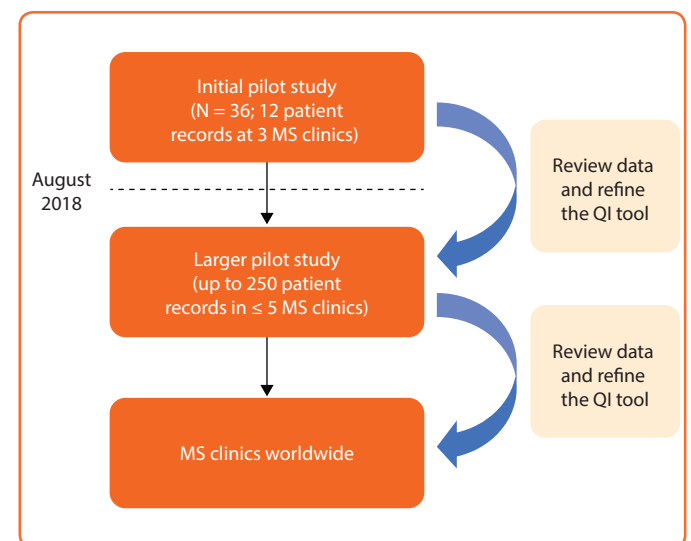 Initial pilot study
(N = 36; 12 patient
records at 3 MS clinics)
August
2018
Review data
and refine
the QI tool
Larger pilot study
(up to 250 patient
records in ≤ 5 MS clinics)
Review data
and refine
the QI tool
MS clinics worldwide